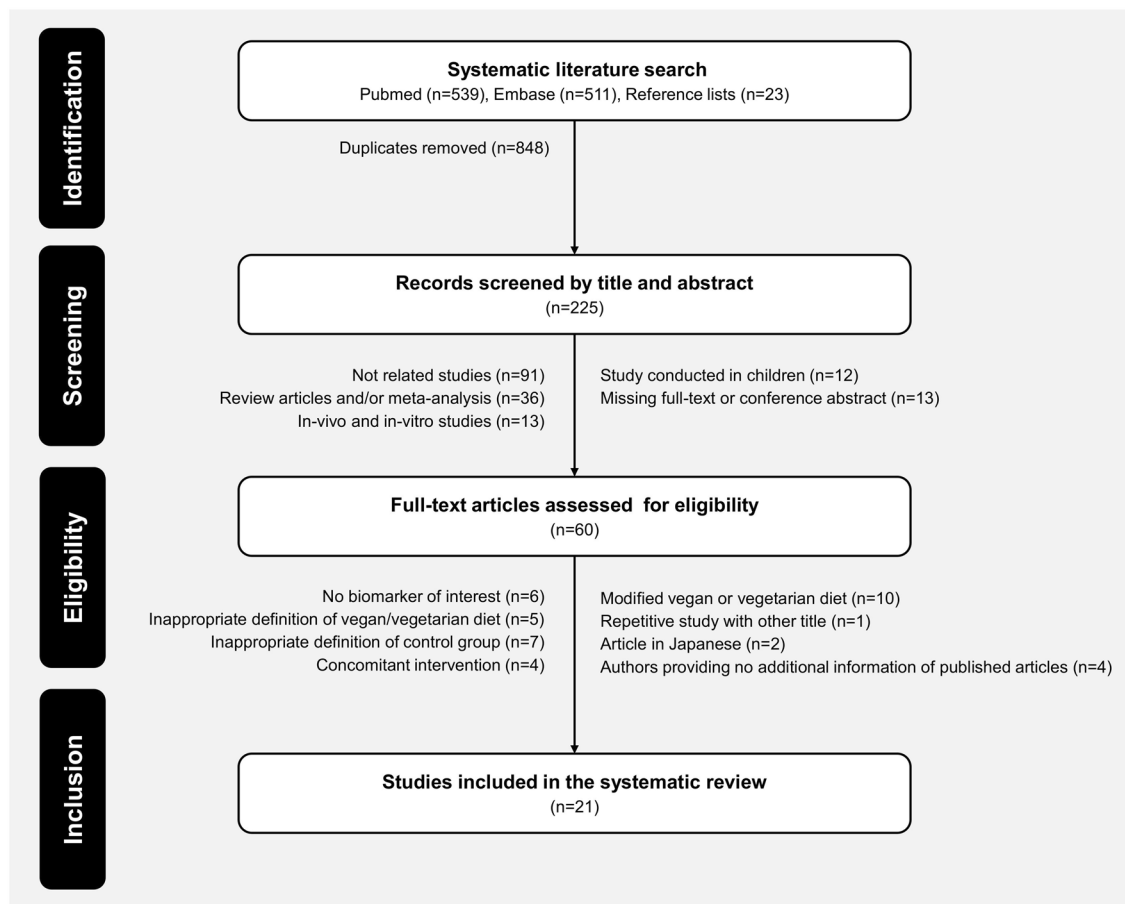 Identification
Systematic literature search
Pubmed (n=539), Embase (n=511), Reference lists (n=23)
Duplicates removed (n=848)
Screening
Records screened by title and abstract
(n=225)
Not related studies (n=91)
Review articles and/or meta-analysis (n=36)
In-vivo and in-vitro studies (n=13)
Study conducted in children (n=12)
Missing full-text or conference abstract (n=13)
Eligibility
Full-text articles assessed  for eligibility
(n=60)
No biomarker of interest (n=6)
Inappropriate definition of vegan/vegetarian diet (n=5)
Inappropriate definition of control group (n=7)
Concomitant intervention (n=4)
Modified vegan or vegetarian diet (n=10)
Repetitive study with other title (n=1)
Article in Japanese (n=2)
Authors providing no additional information of published articles (n=4)
Inclusion
Studies included in the systematic review
(n=21)